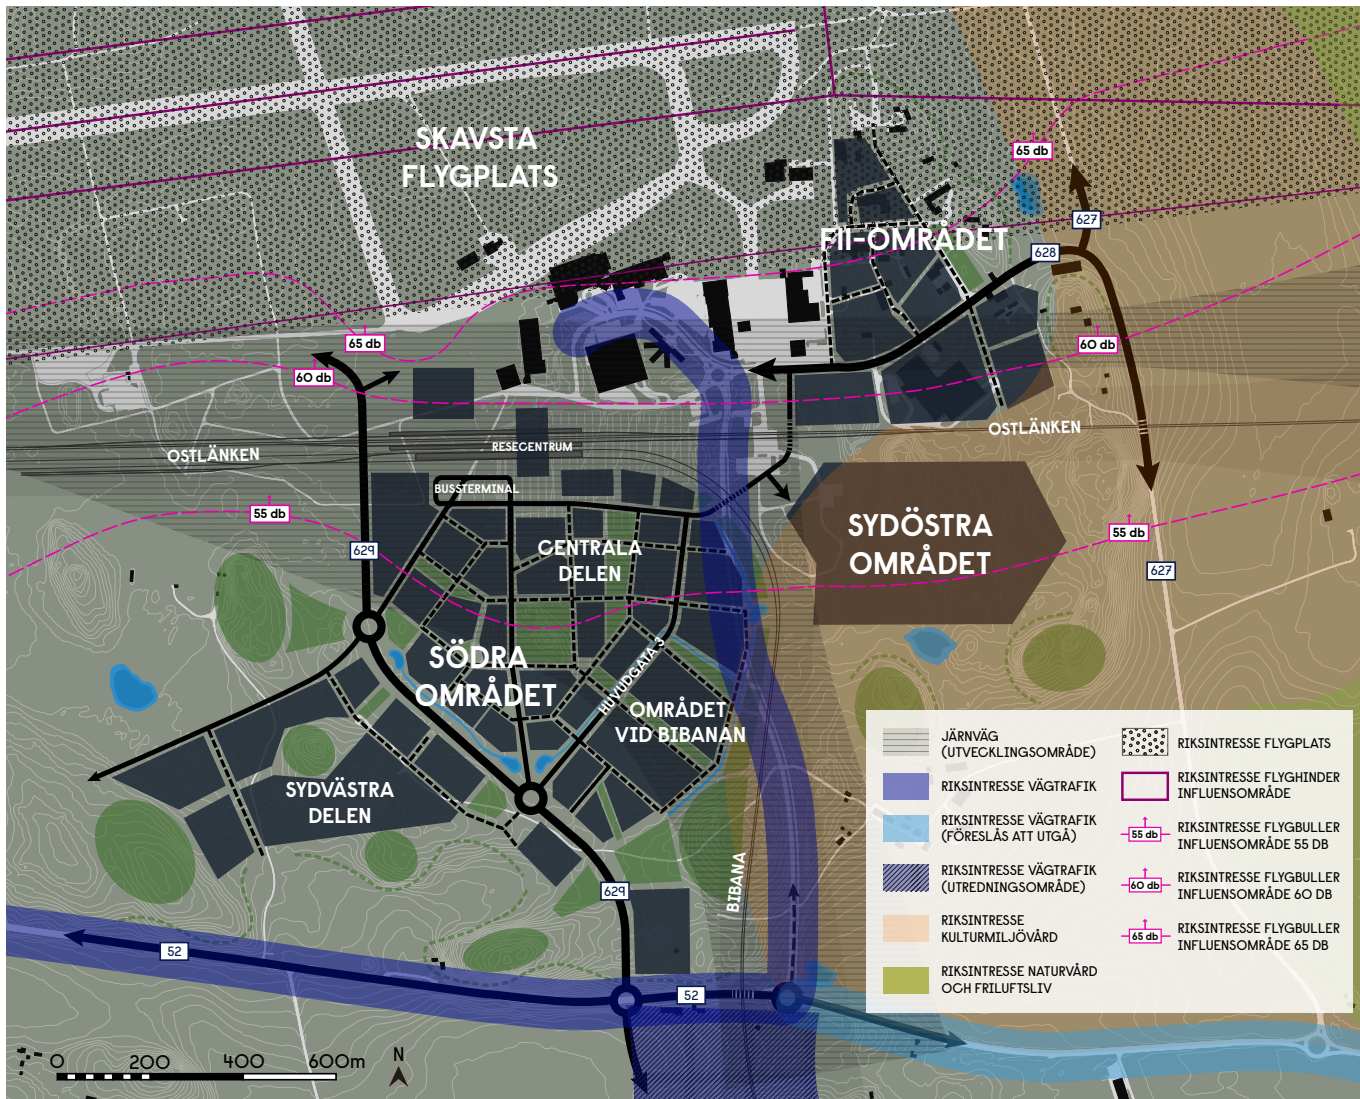 SKAVSTA
FLYGPLATS
65 db
627
FII-OMRÅDET
628
65 db
60 db
60 db
OSTLÄNKEN
OSTLÄNKEN
RESECENTRUM
BUSSTERMINAL
55 db
55 db
SYDÖSTRA
OMRÅDET
629
CENTRALA
DELEN
627
SÖDRA
OMRÅDET
HUVUDGATA 3
OMRÅDET
VID BIBANAN
SYDVÄSTRA
DELEN
BIBANA
629
52
52
JÄRNVÄG
(UTVECKLINGSOMRÅDE)
RIKSINTRESSE VÄGTRAFIK
RIKSINTRESSE VÄGTRAFIK
(FÖRESLÅS ATT UTGÅ)
RIKSINTRESSE VÄGTRAFIK
(UTREDNINGSOMRÅDE)
RIKSINTRESSE
KULTURMILJÖVÅRD
RIKSINTRESSE NATURVÅRD
OCH FRILUFTSLIV
RIKSINTRESSE FLYGPLATS
RIKSINTRESSE FLYGHINDER
INFLUENSOMRÅDE
55 db
RIKSINTRESSE FLYGBULLER
INFLUENSOMRÅDE 55 DB
60 db
RIKSINTRESSE FLYGBULLER
INFLUENSOMRÅDE 60 DB
65 db
RIKSINTRESSE FLYGBULLER
INFLUENSOMRÅDE 65 DB
0 200 400 600m
N